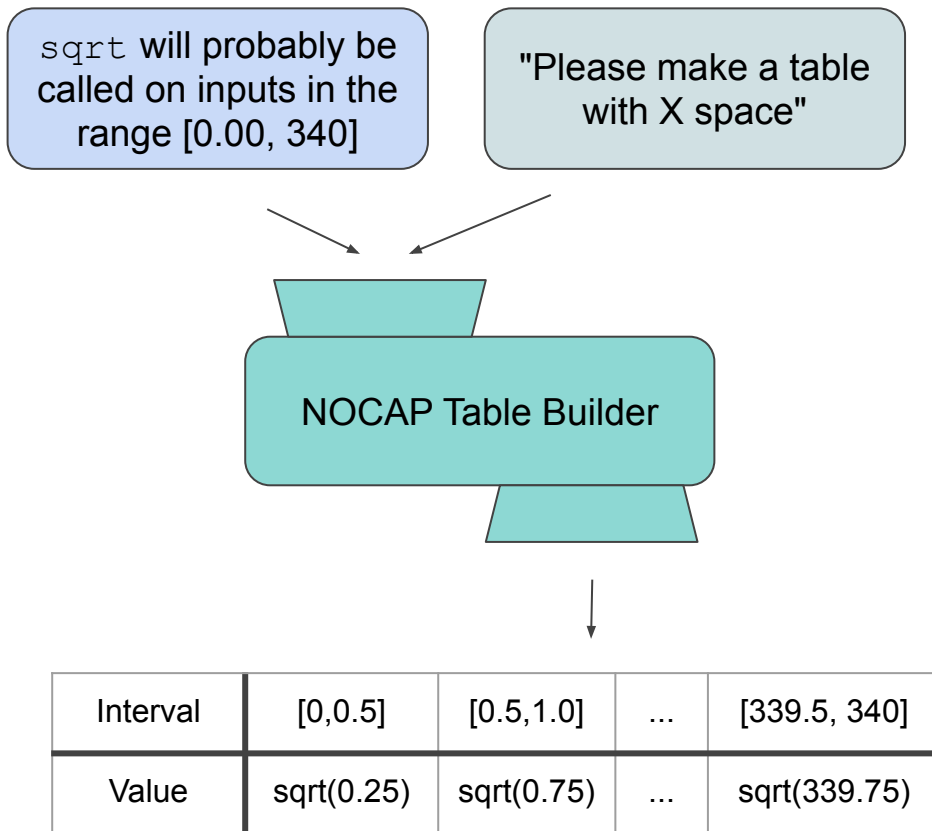 sqrt will probably be
called on inputs in the
range [0.00, 340]
"Please make a table
with X space"
NOCAP Table Builder
Interval [0,0.5] [0.5,1.0] ... [339.5, 340]
Value sqrt(0.25) sqrt(0.75) ... sqrt(339.75)